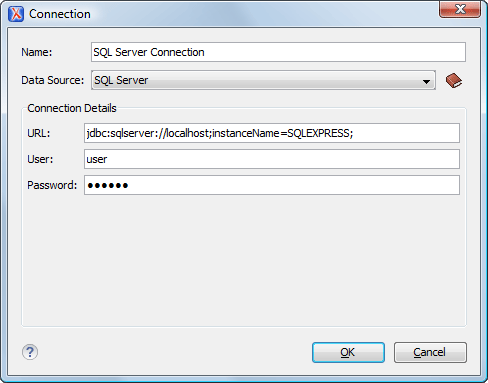 Connection
Name: SQL Server Connection
Data Source: SQL Server
Connection Details
URL: jdbc:sqlserver://localhost;instanceName=SQLEXPRESS;
User: user
Password: ●●●●●●
? OK Cancel